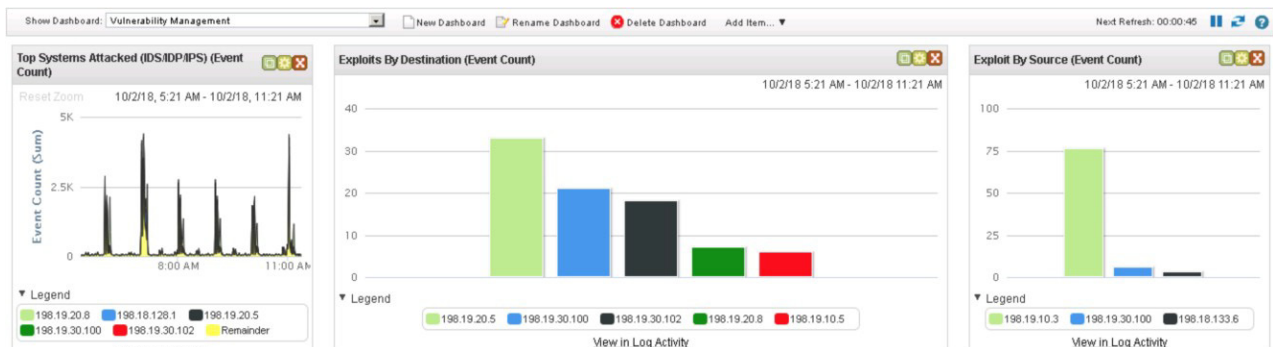 Show Dashboard: Vulnerability Management New Dashboard Rename Dashboard Delete Dashboard Add Item... ▼ Next Refresh: 00:00:45
Top Systems Attacked (IDS/IDP/IPS) (Event
Count)
Reset Zoom 10/2/18, 5:21 AM - 10/2/18, 11:21 AM
Event Count (Sum)
5K
2.5K
0
8:00 AM 11:00 AM
▼ Legend
198.19.20.8 198.18.128.1 198.19.20.5
198.19.30.100 198.19.30.102 Remainder
Exploits By Destination (Event Count)
10/2/18 5:21 AM - 10/2/18 11:21 AM
40
30
20
10
0
▼ Legend
198.19.20.5 198.19.30.100 198.19.30.102 198.19.20.8 198.19.10.5
View in Log Activity
Exploit By Source (Event Count)
10/2/18 5:21 AM - 10/2/18 11:21 AM
100
75
50
25
0
▼ Legend
198.19.10.3 198.19.30.100 198.18.133.6
View in Log Activity